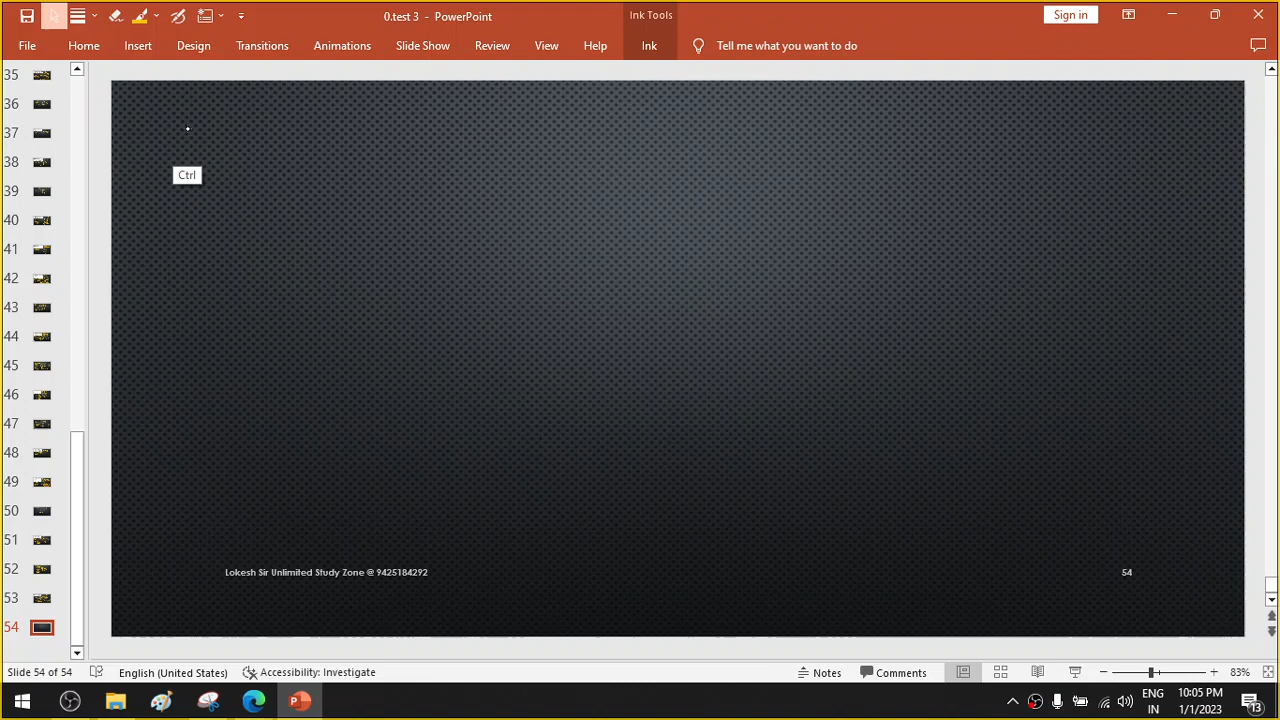 0.test 3 - PowerPoint
Ink Tools
Sign in
File Home Insert Design Transitions Animations Slide Show Review View Help Ink Tell me what you want to do
35
36
37
38
39
40
41
42
43
44
45
46
47
48
49
50
51
52
53
54
Ctrl
Lokesh Sir Unlimited Study Zone @ 9425184292
54
Slide 54 of 54 English (United States) Accessibility: Investigate Notes Comments 83%
ENG
IN
10:05 PM
1/1/2023
13